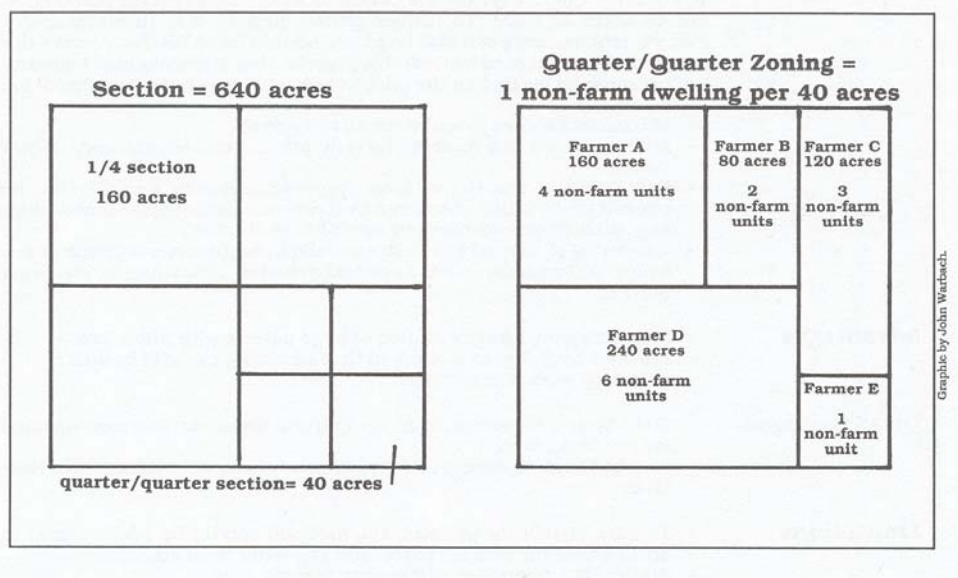 Section = 640 acres
1/4 section
160 acres
quarter/quarter section= 40 acres
Quarter/Quarter Zoning =
1 non-farm dwelling per 40 acres
Farmer A
160 acres
4 non-farm units
Farmer B
80 acres
2
non-farm
units
Farmer C
120 acres
3
non-farm
units
Farmer D
240 acres
6 non-farm
units
Farmer E
1
non-farm
unit
Graphic by John Warbach.